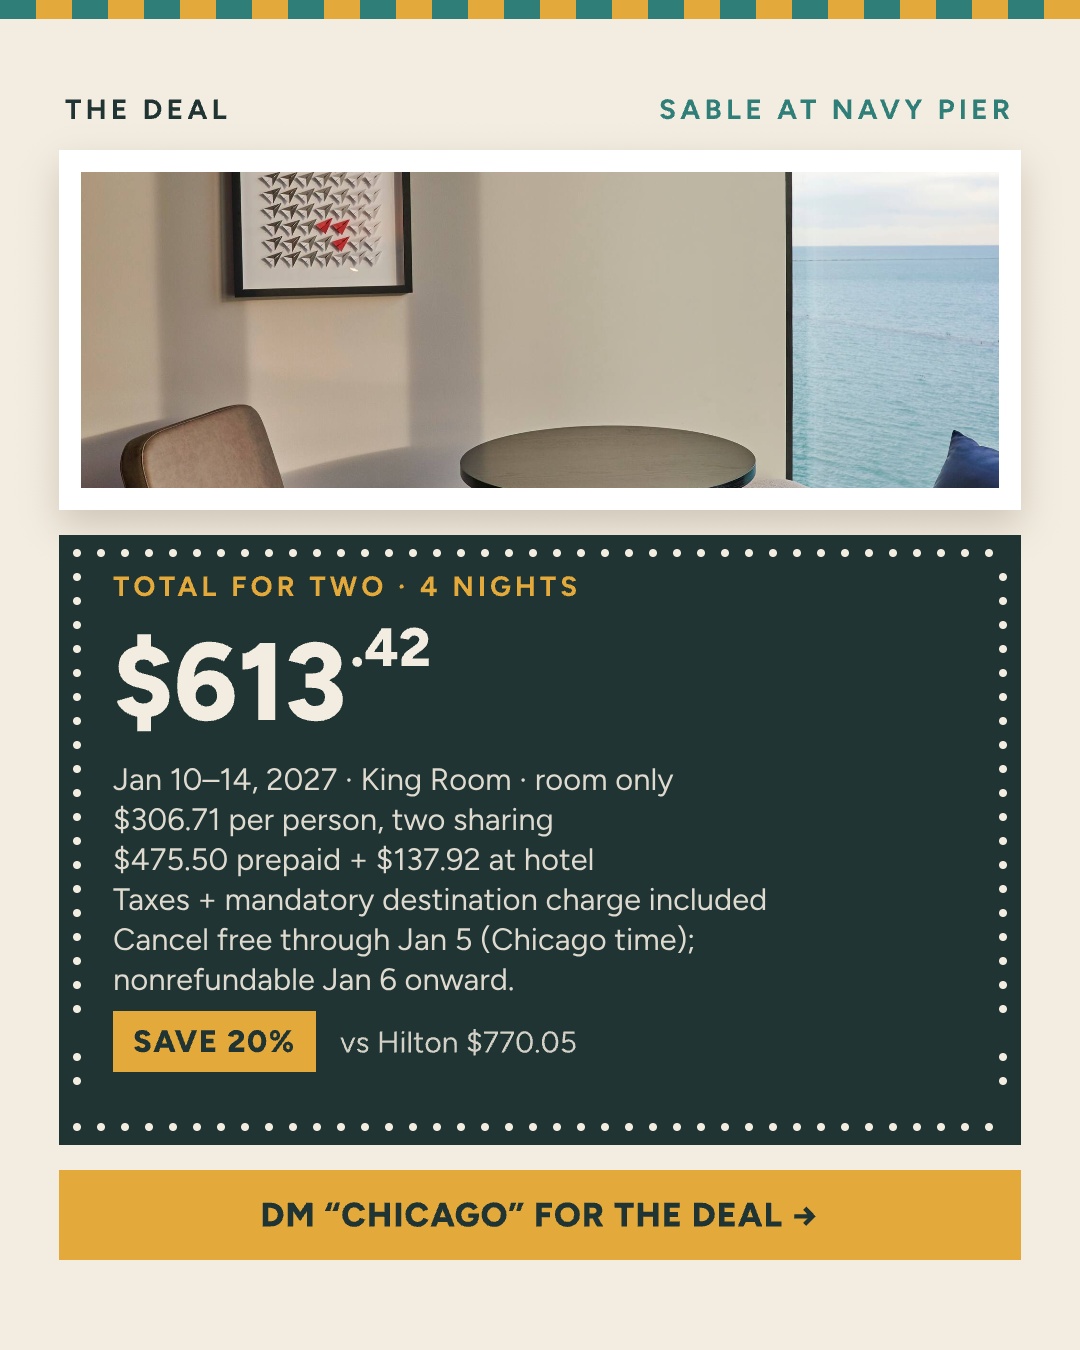 THE DEAL
SABLE AT NAVY PIER
TOTAL FOR TWO · 4 NIGHTS
$613.42
Jan 10–14, 2027 · King Room · room only
$306.71 per person, two sharing
$475.50 prepaid + $137.92 at hotel
Taxes + mandatory destination charge included
Cancel free through Jan 5 (Chicago time);
nonrefundable Jan 6 onward.
SAVE 20%
vs Hilton $770.05
DM “CHICAGO” FOR THE DEAL →